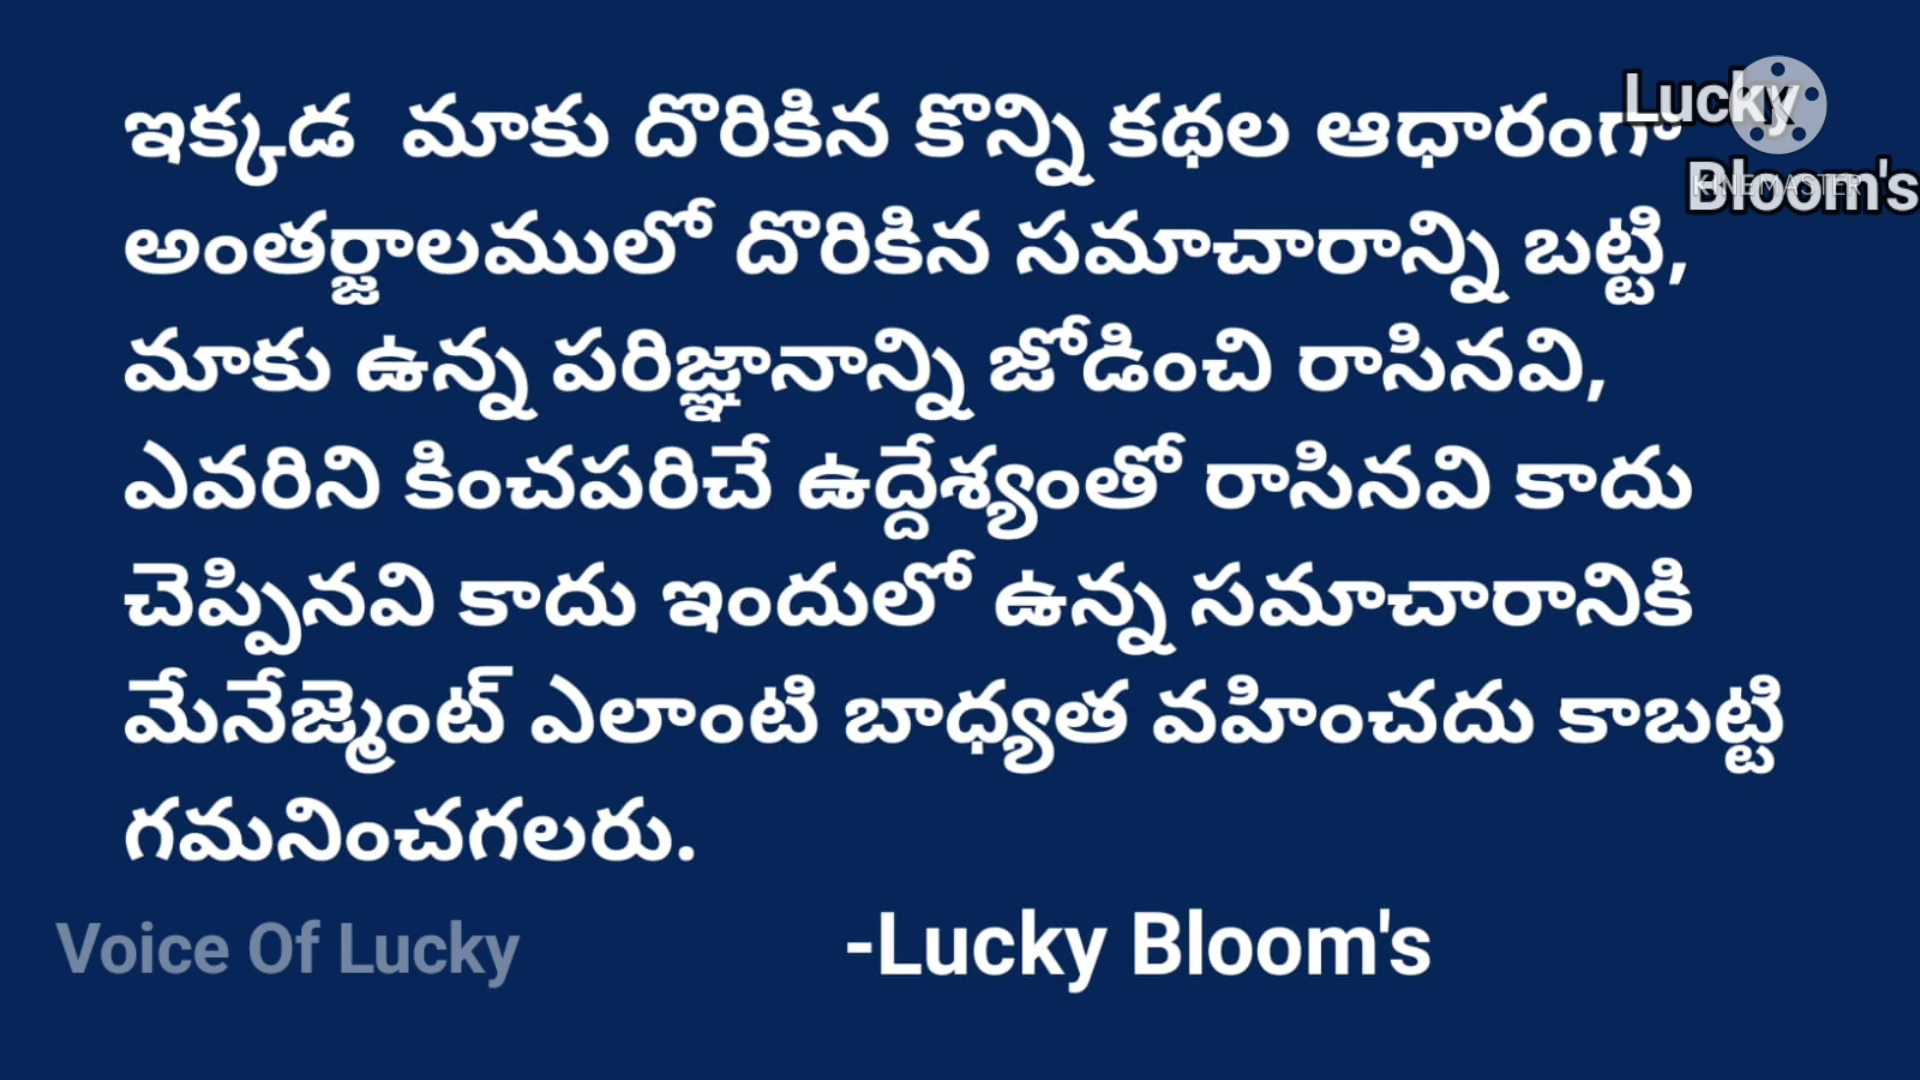 ఇక్కడ మాకు దొరికిన కొన్ని కథల ఆధారంగా
అంతర్జాలములో దొరికిన సమాచారాన్ని బట్టి,
మాకు ఉన్న పరిజ్ఞానాన్ని జోడించి రాసినవి,
ఎవరిని కించపరిచే ఉద్దేశ్యంతో రాసినవి కాదు
చెప్పినవి కాదు ఇందులో ఉన్న సమాచారానికి
మేనేజ్మెంట్ ఎలాంటి బాధ్యత వహించదు కాబట్టి
గమనించగలరు.
-Lucky Bloom's
Voice Of Lucky
Lucky
Bloom's
KINEMASTER